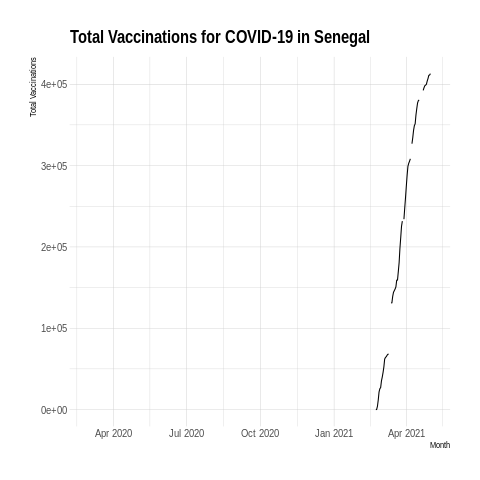 Total Vaccinations for COVID-19 in Senegal
Total Vaccinations
4e+05
3e+05
2e+05
1e+05
0e+00
Apr 2020 Jul 2020 Oct 2020 Jan 2021 Apr 2021
Month